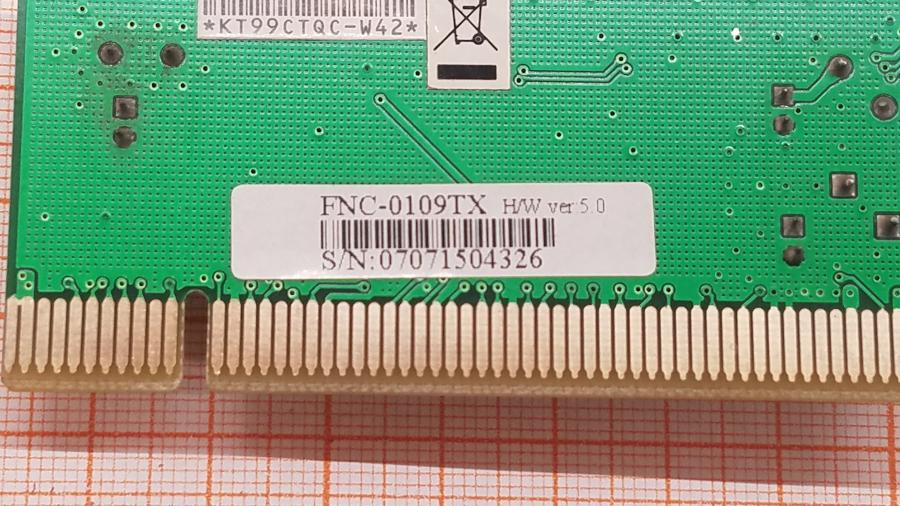 *KT99CTQC-W42*
FNC-0109TX H/W ver:5.0
S/N:07071504326